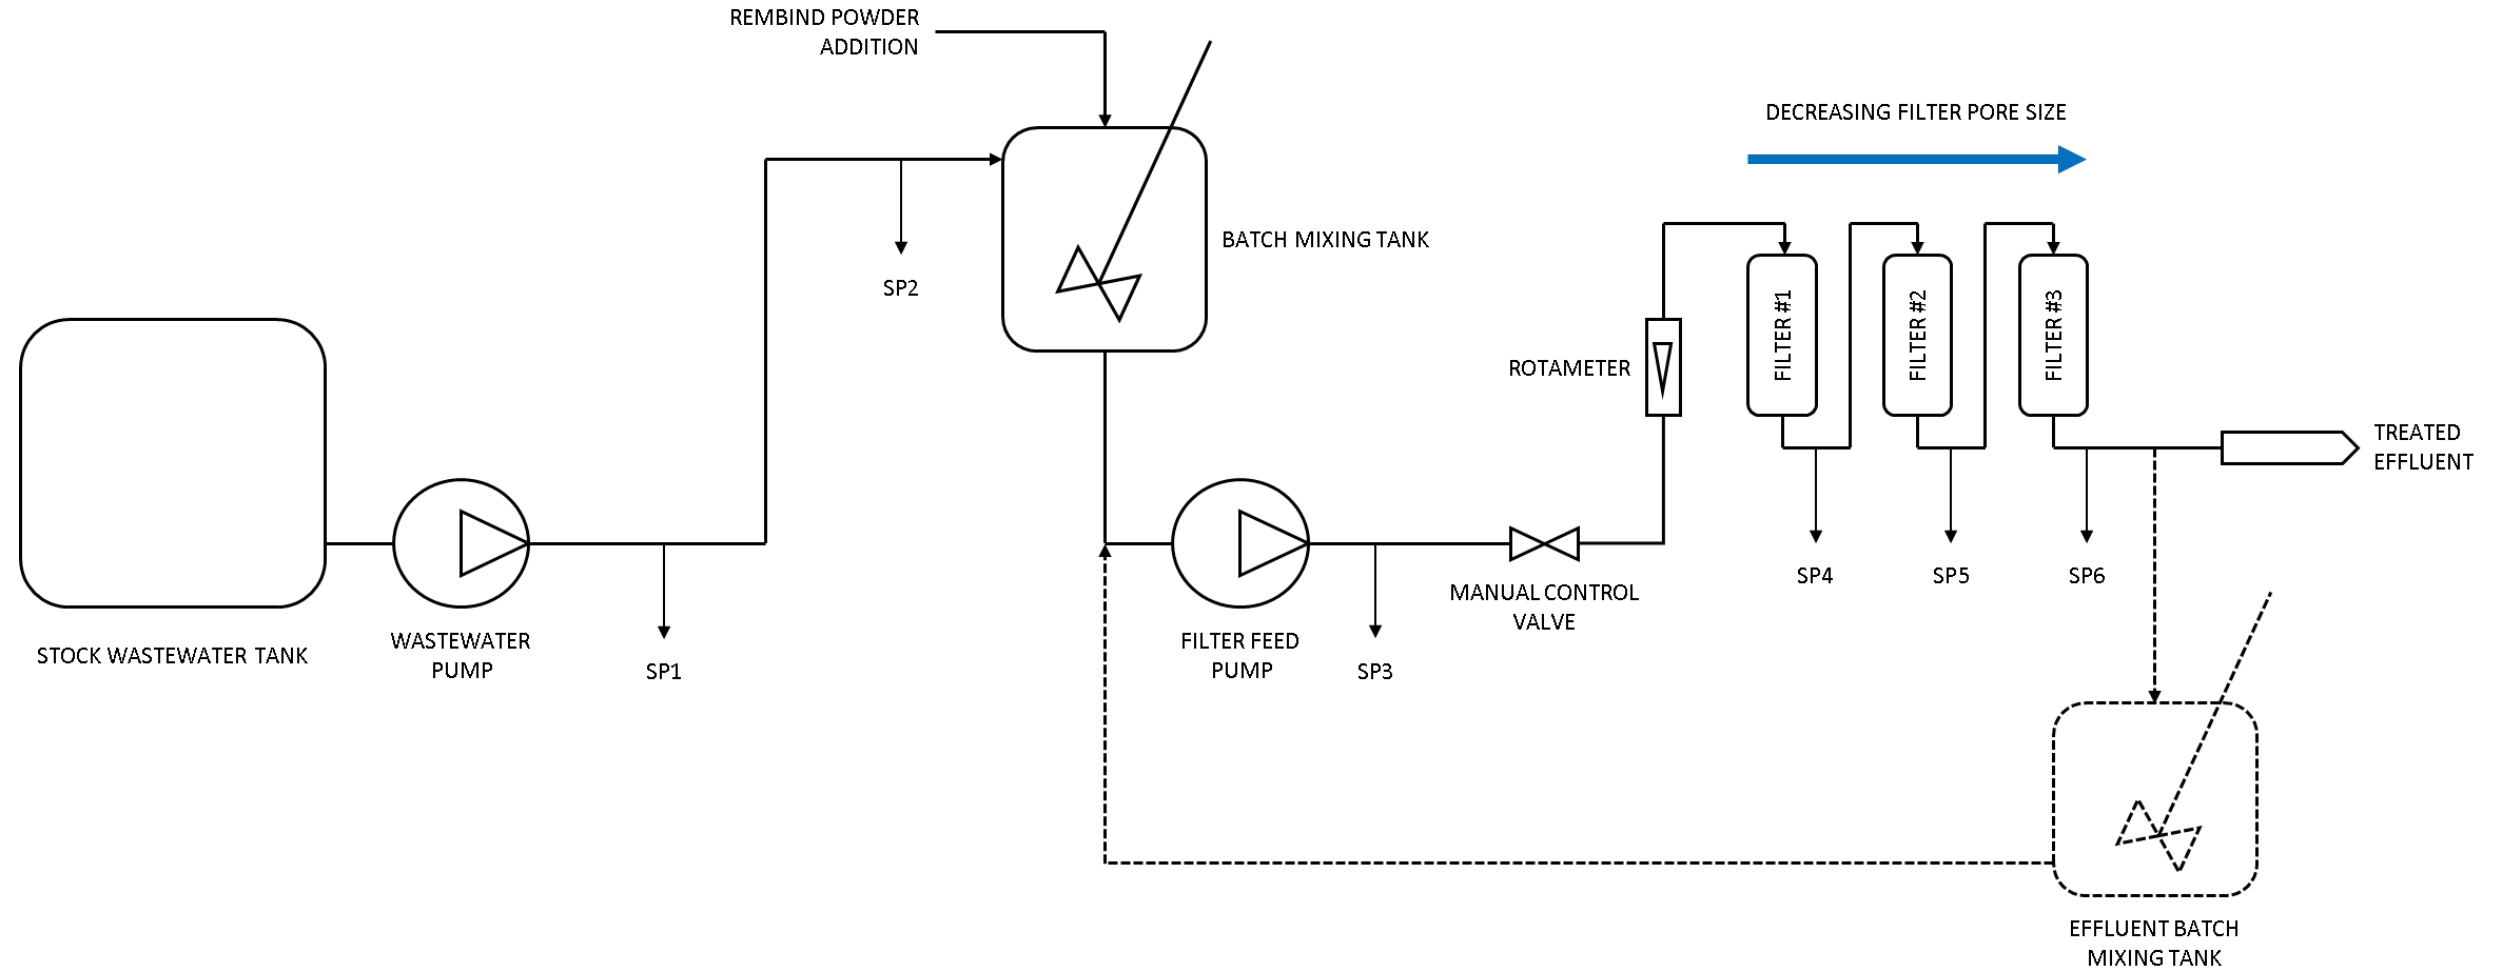 REMBIND POWDER
ADDITION
DECREASING FILTER PORE SIZE
BATCH MIXING TANK
SP2
FILTER #1
FILTER #2
FILTER #3
ROTAMETER
TREATED
EFFLUENT
STOCK WASTEWATER TANK
WASTEWATER
PUMP
SP1
FILTER FEED
PUMP
SP3
MANUAL CONTROL
VALVE
SP4
SP5
SP6
EFFLUENT BATCH
MIXING TANK